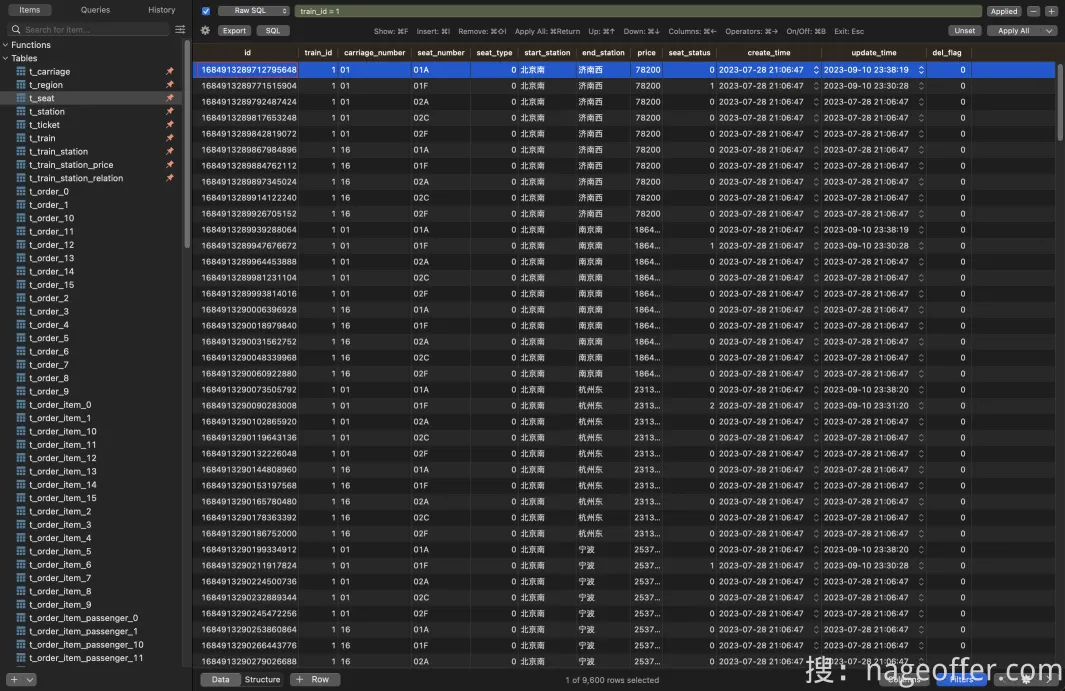 Items Queries History
Search for item...
Functions
Tables
t_carriage
t_region
t_seat
t_station
t_ticket
t_train
t_train_station
t_train_station_price
t_train_station_relation
t_order_0
t_order_1
t_order_10
t_order_11
t_order_12
t_order_13
t_order_14
t_order_15
t_order_2
t_order_3
t_order_4
t_order_5
t_order_6
t_order_7
t_order_8
t_order_9
t_order_item_0
t_order_item_1
t_order_item_10
t_order_item_11
t_order_item_12
t_order_item_13
t_order_item_14
t_order_item_15
t_order_item_2
t_order_item_3
t_order_item_4
t_order_item_5
t_order_item_6
t_order_item_7
t_order_item_8
t_order_item_9
t_order_item_passenger_0
t_order_item_passenger_1
t_order_item_passenger_10
t_order_item_passenger_11
Raw SQL train_id = 1 Applied
Export SQL Show: ⌘F Insert: ⌘I Remove: ⌘⇧I Apply All: ⌘Return Up: ⌘↑ Down: ⌘↓ Columns: ⌘← Operators: ⌘→ On/Off: ⌘B Exit: Esc Unset Apply All
id train_id carriage_number seat_number seat_type start_station end_station price seat_status create_time update_time del_flag
1684913289712795648 1 01 01A 0 北京南 济南西 78200 0 2023-07-28 21:06:47 2023-09-10 23:38:19 0
1684913289771515904 1 01 01F 0 北京南 济南西 78200 1 2023-07-28 21:06:47 2023-09-10 23:30:28 0
1684913289792487424 1 01 02A 0 北京南 济南西 78200 0 2023-07-28 21:06:47 2023-07-28 21:06:47 0
1684913289817653248 1 01 02C 0 北京南 济南西 78200 0 2023-07-28 21:06:47 2023-07-28 21:06:47 0
1684913289842819072 1 01 02F 0 北京南 济南西 78200 0 2023-07-28 21:06:47 2023-07-28 21:06:47 0
1684913289867984896 1 16 01A 0 北京南 济南西 78200 0 2023-07-28 21:06:47 2023-07-28 21:06:47 0
1684913289884762112 1 16 01F 0 北京南 济南西 78200 0 2023-07-28 21:06:47 2023-07-28 21:06:47 0
1684913289897345024 1 16 02A 0 北京南 济南西 78200 0 2023-07-28 21:06:47 2023-07-28 21:06:47 0
1684913289914122240 1 16 02C 0 北京南 济南西 78200 0 2023-07-28 21:06:47 2023-07-28 21:06:47 0
1684913289926705152 1 16 02F 0 北京南 济南西 78200 0 2023-07-28 21:06:47 2023-07-28 21:06:47 0
1684913289939288064 1 01 01A 0 北京南 南京南 1864... 0 2023-07-28 21:06:47 2023-09-10 23:38:19 0
1684913289947676672 1 01 01F 0 北京南 南京南 1864... 1 2023-07-28 21:06:47 2023-09-10 23:30:28 0
1684913289964453888 1 01 02A 0 北京南 南京南 1864... 0 2023-07-28 21:06:47 2023-07-28 21:06:47 0
1684913289981231104 1 01 02C 0 北京南 南京南 1864... 0 2023-07-28 21:06:47 2023-07-28 21:06:47 0
1684913289993814016 1 01 02F 0 北京南 南京南 1864... 0 2023-07-28 21:06:47 2023-07-28 21:06:47 0
1684913290006396928 1 16 01A 0 北京南 南京南 1864... 0 2023-07-28 21:06:47 2023-07-28 21:06:47 0
1684913290018979840 1 16 01F 0 北京南 南京南 1864... 0 2023-07-28 21:06:47 2023-07-28 21:06:47 0
1684913290031562752 1 16 02A 0 北京南 南京南 1864... 0 2023-07-28 21:06:47 2023-07-28 21:06:47 0
1684913290048339968 1 16 02C 0 北京南 南京南 1864... 0 2023-07-28 21:06:47 2023-07-28 21:06:47 0
1684913290060922880 1 16 02F 0 北京南 南京南 1864... 0 2023-07-28 21:06:47 2023-07-28 21:06:47 0
1684913290073505792 1 01 01A 0 北京南 杭州东 2313... 0 2023-07-28 21:06:47 2023-09-10 23:38:20 0
1684913290090283008 1 01 01F 0 北京南 杭州东 2313... 2 2023-07-28 21:06:47 2023-09-10 23:31:20 0
1684913290102865920 1 01 02A 0 北京南 杭州东 2313... 0 2023-07-28 21:06:47 2023-07-28 21:06:47 0
1684913290119643136 1 01 02C 0 北京南 杭州东 2313... 0 2023-07-28 21:06:47 2023-07-28 21:06:47 0
1684913290132226048 1 01 02F 0 北京南 杭州东 2313... 0 2023-07-28 21:06:47 2023-07-28 21:06:47 0
1684913290144808960 1 16 01A 0 北京南 杭州东 2313... 0 2023-07-28 21:06:47 2023-07-28 21:06:47 0
1684913290153197568 1 16 01F 0 北京南 杭州东 2313... 0 2023-07-28 21:06:47 2023-07-28 21:06:47 0
1684913290165780480 1 16 02A 0 北京南 杭州东 2313... 0 2023-07-28 21:06:47 2023-07-28 21:06:47 0
1684913290178363392 1 16 02C 0 北京南 杭州东 2313... 0 2023-07-28 21:06:47 2023-07-28 21:06:47 0
1684913290186752000 1 16 02F 0 北京南 杭州东 2313... 0 2023-07-28 21:06:47 2023-07-28 21:06:47 0
1684913290199334912 1 01 01A 0 北京南 宁波 2537... 0 2023-07-28 21:06:47 2023-09-10 23:38:20 0
1684913290211917824 1 01 01F 0 北京南 宁波 2537... 1 2023-07-28 21:06:47 2023-09-10 23:30:28 0
1684913290224500736 1 01 02A 0 北京南 宁波 2537... 0 2023-07-28 21:06:47 2023-07-28 21:06:47 0
1684913290232889344 1 01 02C 0 北京南 宁波 2537... 0 2023-07-28 21:06:47 2023-07-28 21:06:47 0
1684913290245472256 1 01 02F 0 北京南 宁波 2537... 0 2023-07-28 21:06:47 2023-07-28 21:06:47 0
1684913290253860864 1 16 01A 0 北京南 宁波 2537... 0 2023-07-28 21:06:47 2023-07-28 21:06:47 0
1684913290266443776 1 16 01F 0 北京南 宁波 2537... 0 2023-07-28 21:06:47 2023-07-28 21:06:47 0
1684913290279026688 1 16 02A 0 北京南 宁波 2537... 0 2023-07-28 21:06:47 2023-07-28 21:06:47 0
搜：nageoffer.com
Data Structure + Row 1 of 9,600 rows selected Columns Filters